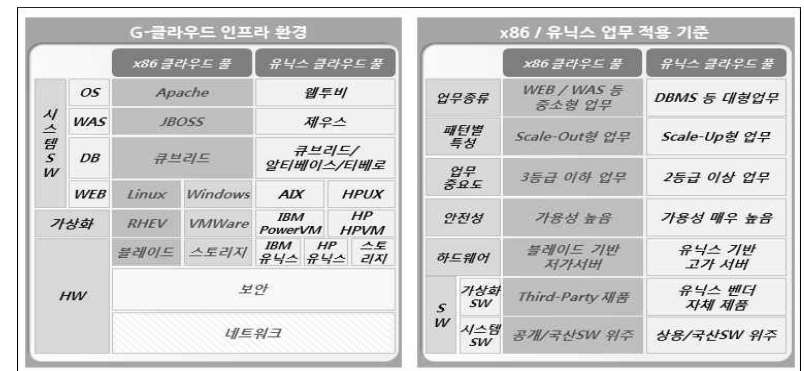 G-클라우드 인프라 환경
x86 클라우드 풀 유닉스 클라우드 풀
시스템SW
OS Apache 웹투비
WAS JBOSS 제우스
DB 큐브리드 큐브리드/
알티베이스/티베로
WEB Linux Windows AIX HPUX
가상화 RHEV VMWare IBM PowerVM HP HPVM
HW
블레이드 스토리지 IBM 유닉스 HP 유닉스 스토리지
보안
네트워크
x86 / 유닉스 업무 적용 기준
x86 클라우드 풀 유닉스 클라우드 풀
업무종류 WEB / WAS 등 중소형 업무 DBMS 등 대형업무
패턴별 특성 Scale-Out형 업무 Scale-Up형 업무
업무 중요도 3등급 이하 업무 2등급 이상 업무
안전성 가용성 높음 가용성 매우 높음
하드웨어 블레이드 기반 저가서버 유닉스 기반 고가 서버
SW
가상화 SW Third-Party 제품 유닉스 벤더 자체 제품
시스템 SW 공개/국산SW 위주 상용/국산SW 위주